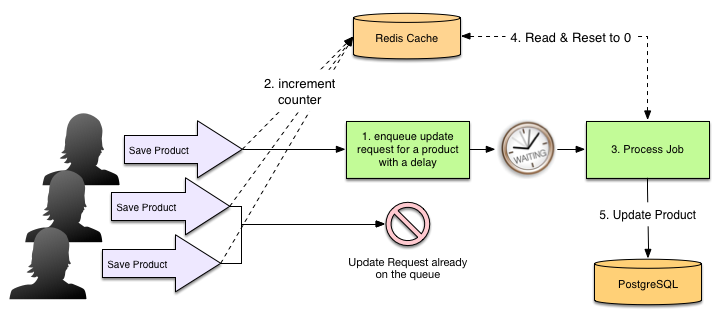 Redis Cache
4. Read & Reset to 0
2. increment
counter
Save Product
1. enqueue update
request for a product
with a delay
WAITING
3. Process Job
Save Product
Save Product
5. Update Product
Update Request already
on the queue
PostgreSQL